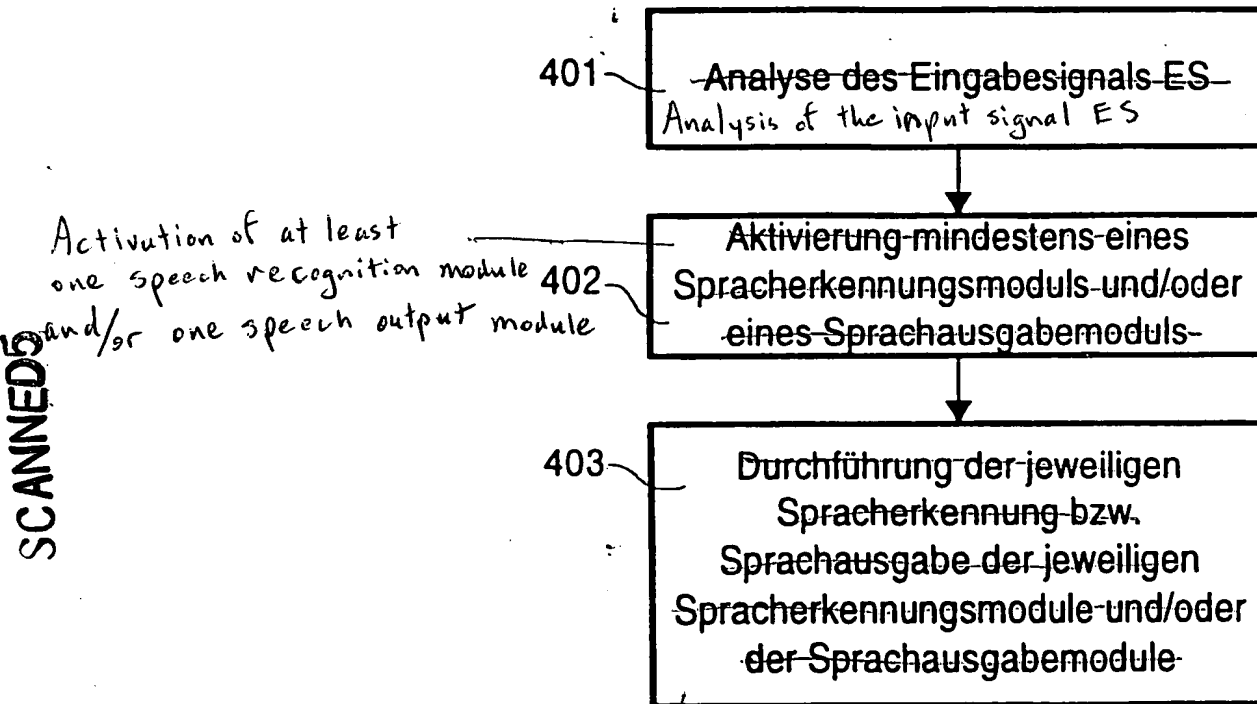 401
Analyse des Eingabesignals ES
Analysis of the input signal ES
Activation of at least
one speech recognition module
and/or one speech output module
402
Aktivierung mindestens eines
Spracherkennungsmoduls und/oder
eines Sprachausgabemoduls
403
Durchführung der jeweiligen
Spracherkennung bzw.
Sprachausgabe der jeweiligen
Spracherkennungsmodule und/oder
der Sprachausgabemodule
SCANNED5